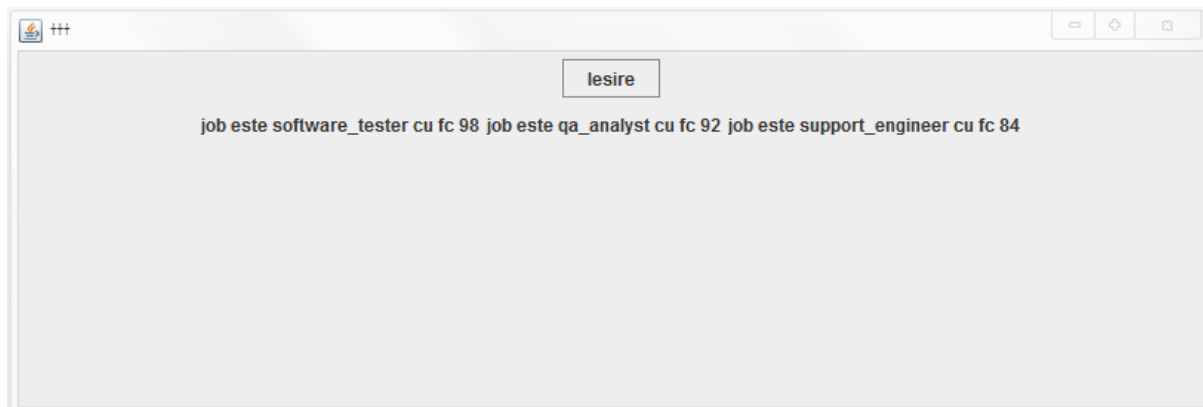 ƗƗƗ
Iesire
job este software_tester cu fc 98 job este qa_analyst cu fc 92 job este support_engineer cu fc 84